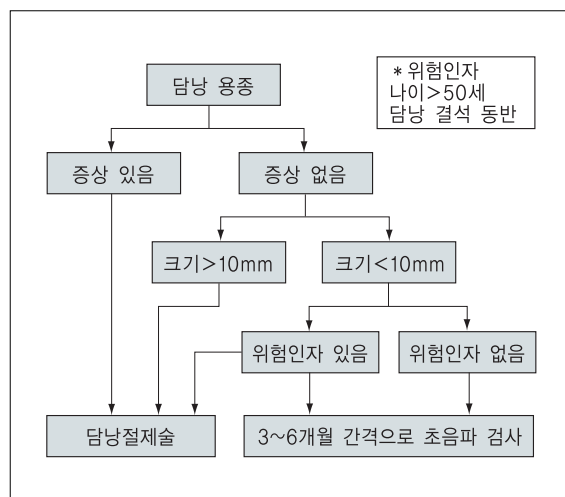 담낭 용종
* 위험인자
나이>50세
담낭 결석 동반
증상 있음
증상 없음
크기>10mm
크기<10mm
위험인자 있음
위험인자 없음
담낭절제술
3~6개월 간격으로 초음파 검사